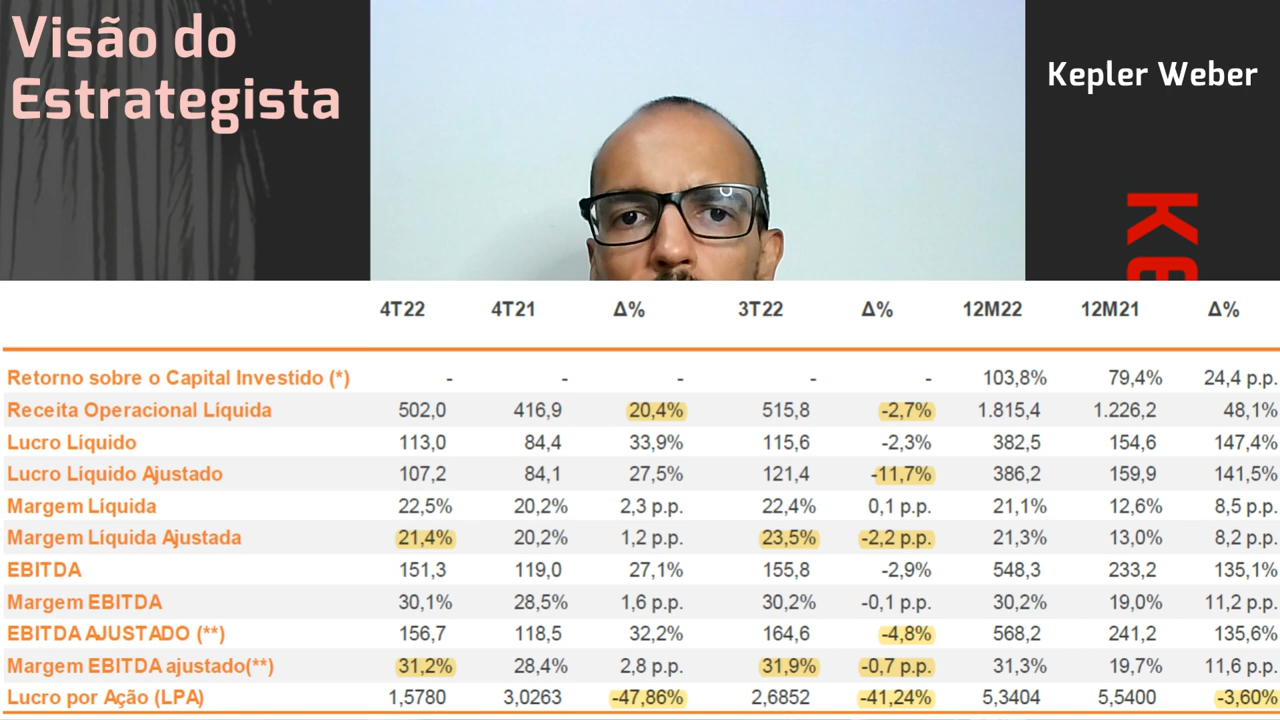 Visão do
Estrategista
Kepler Weber
KE
4T22 4T21 Δ% 3T22 Δ% 12M22 12M21 Δ%
Retorno sobre o Capital Investido (*) - - - - - 103,8% 79,4% 24,4 p.p.
Receita Operacional Líquida 502,0 416,9 20,4% 515,8 -2,7% 1.815,4 1.226,2 48,1%
Lucro Líquido 113,0 84,4 33,9% 115,6 -2,3% 382,5 154,6 147,4%
Lucro Líquido Ajustado 107,2 84,1 27,5% 121,4 -11,7% 386,2 159,9 141,5%
Margem Líquida 22,5% 20,2% 2,3 p.p. 22,4% 0,1 p.p. 21,1% 12,6% 8,5 p.p.
Margem Líquida Ajustada 21,4% 20,2% 1,2 p.p. 23,5% -2,2 p.p. 21,3% 13,0% 8,2 p.p.
EBITDA 151,3 119,0 27,1% 155,8 -2,9% 548,3 233,2 135,1%
Margem EBITDA 30,1% 28,5% 1,6 p.p. 30,2% -0,1 p.p. 30,2% 19,0% 11,2 p.p.
EBITDA AJUSTADO (**) 156,7 118,5 32,2% 164,6 -4,8% 568,2 241,2 135,6%
Margem EBITDA ajustado(**) 31,2% 28,4% 2,8 p.p. 31,9% -0,7 p.p. 31,3% 19,7% 11,6 p.p.
Lucro por Ação (LPA) 1,5780 3,0263 -47,86% 2,6852 -41,24% 5,3404 5,5400 -3,60%